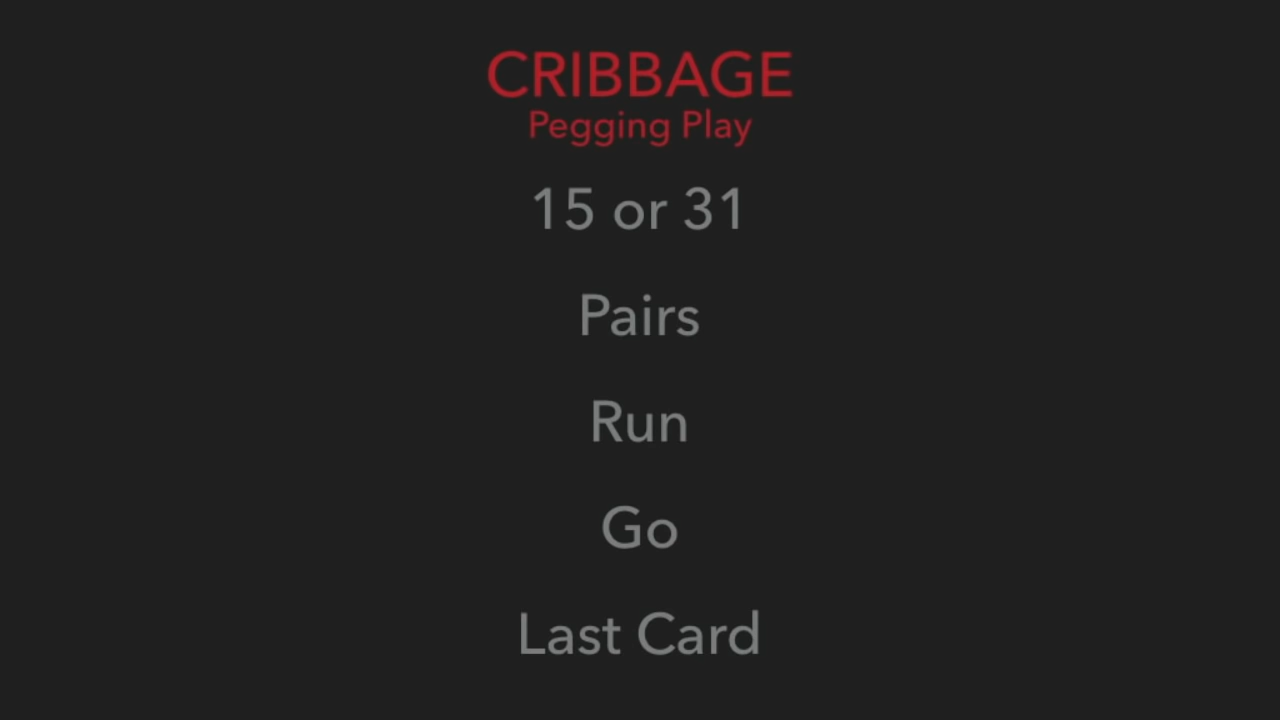 CRIBBAGE
Pegging Play
15 or 31
Pairs
Run
Go
Last Card